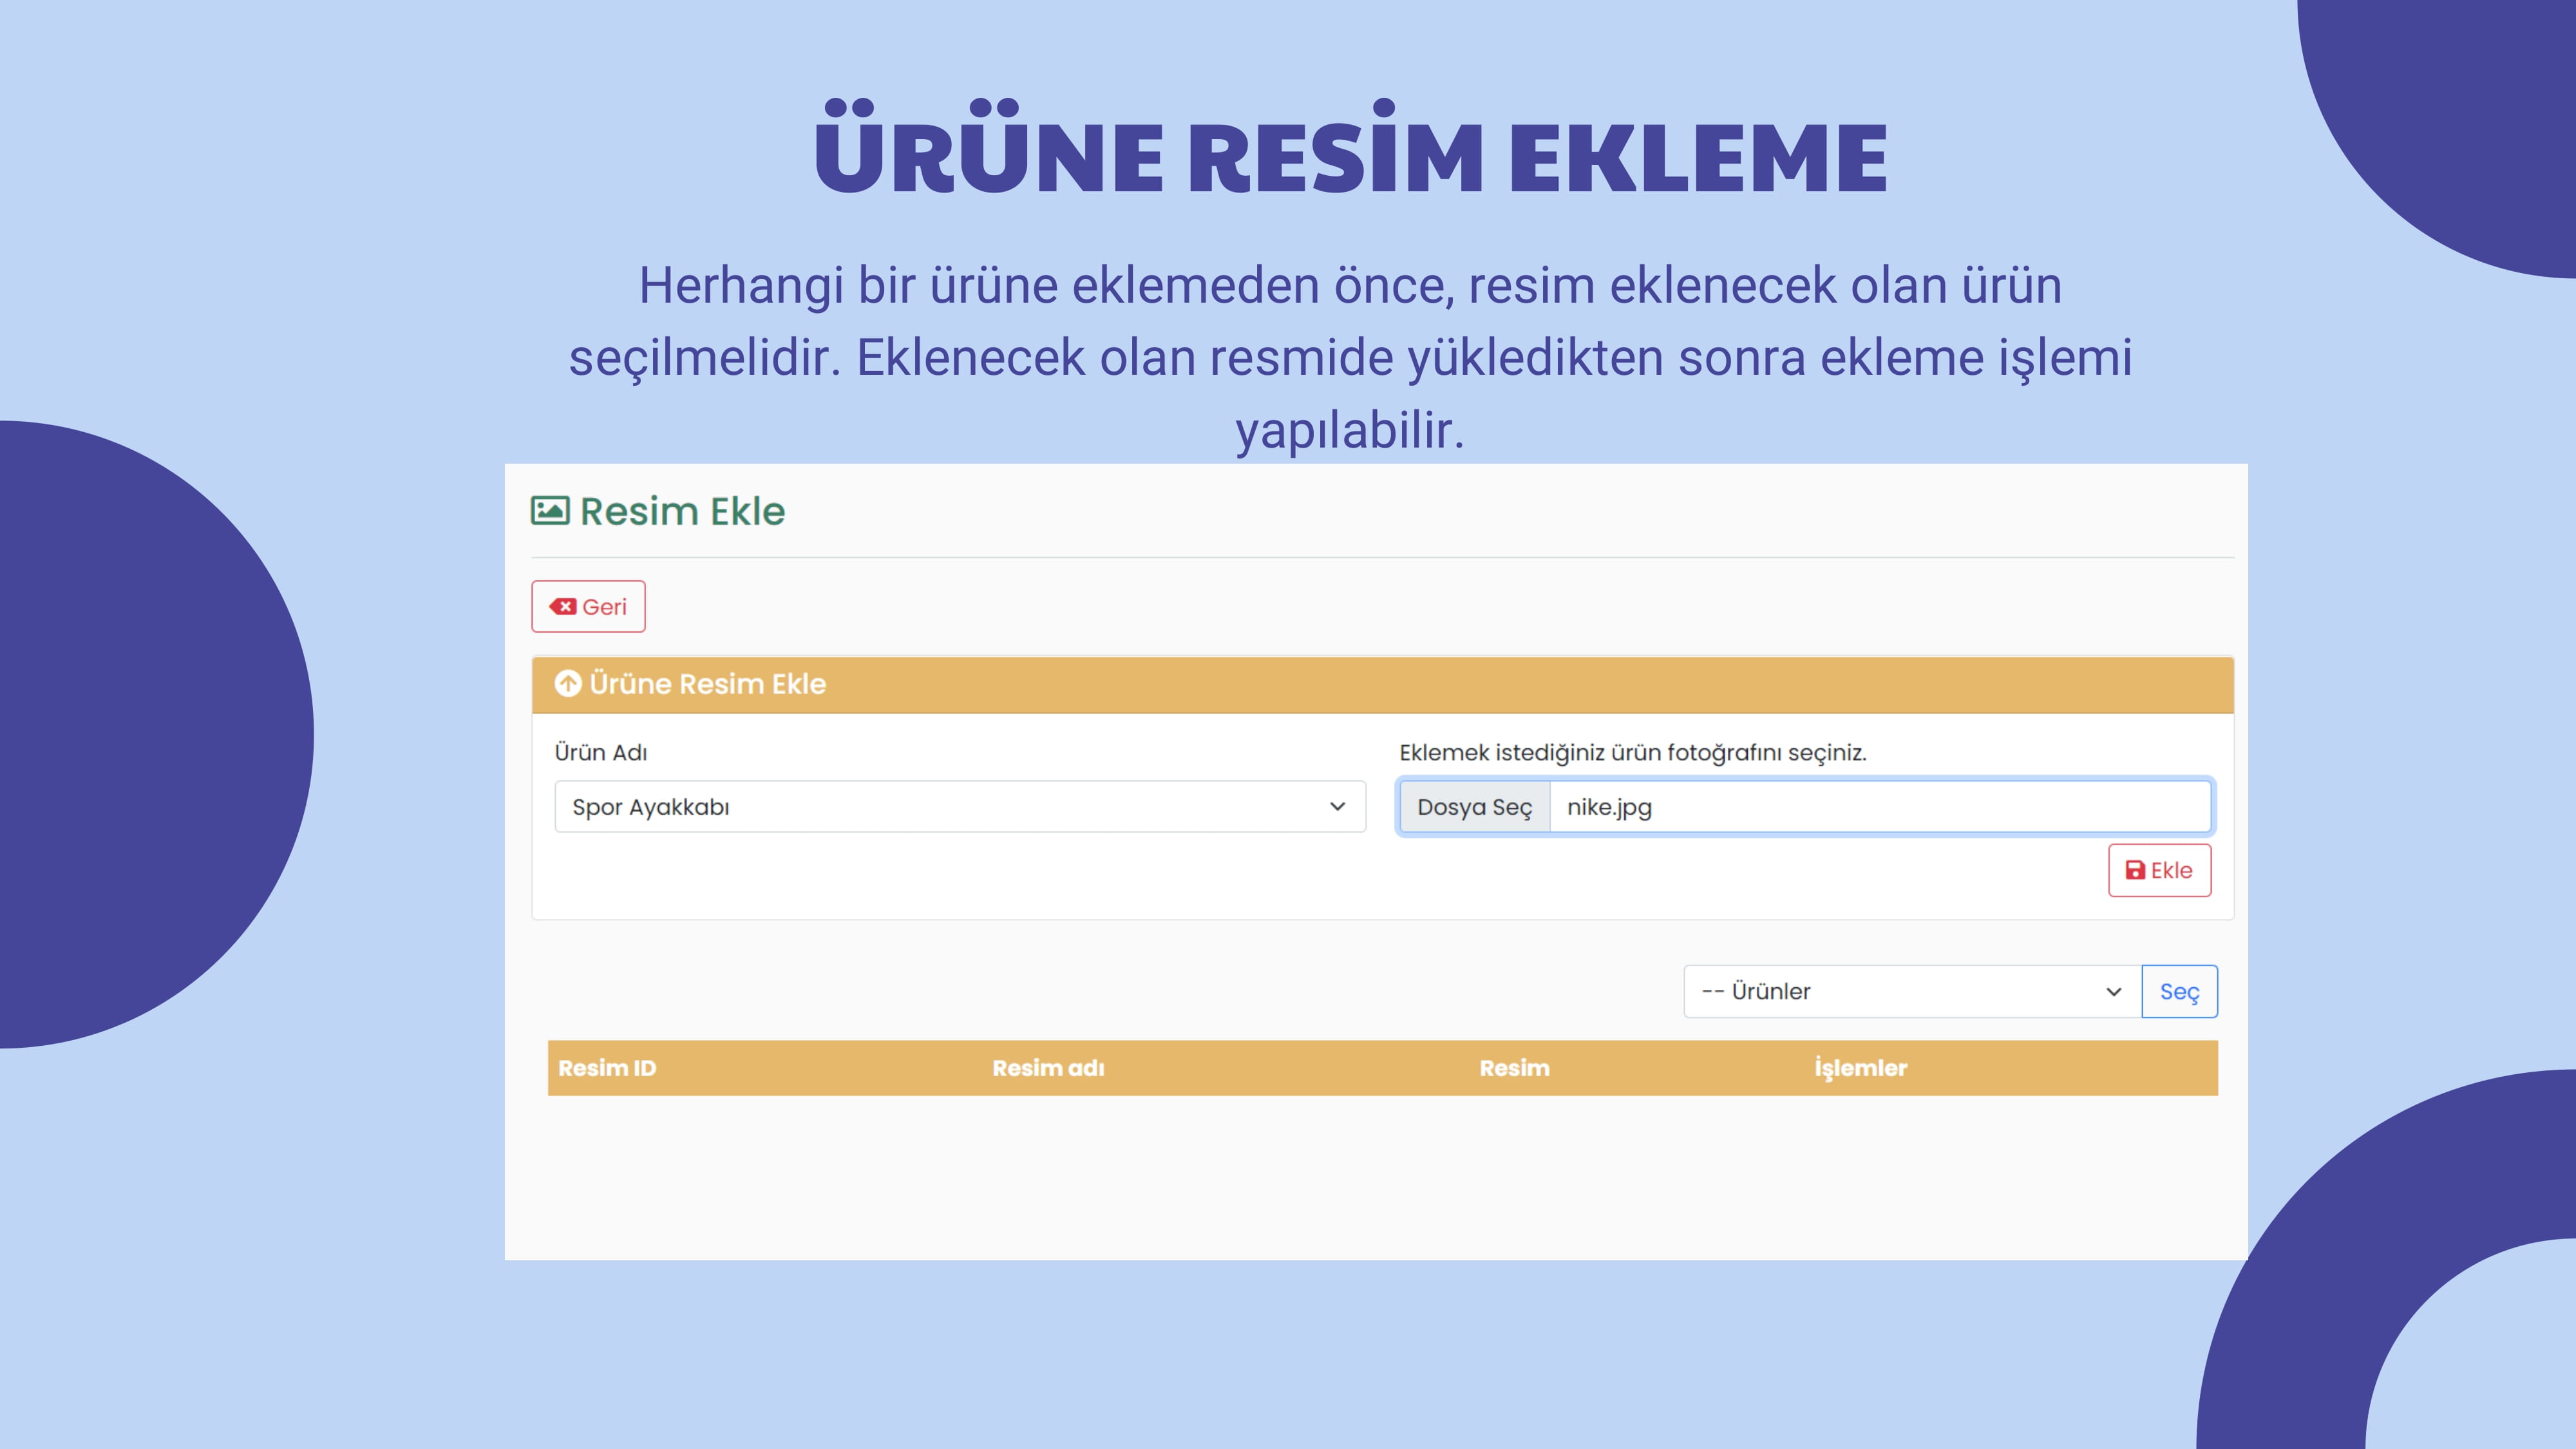 ÜRÜNE RESİM EKLEME
Herhangi bir ürüne eklemeden önce, resim eklenecek olan ürün
seçilmelidir. Eklenecek olan resmide yükledikten sonra ekleme işlemi
yapılabilir.
Resim Ekle
Geri
Ürüne Resim Ekle
Ürün Adı
Eklemek istediğiniz ürün fotoğrafını seçiniz.
Spor Ayakkabı
Dosya Seç nike.jpg
Ekle
-- Ürünler Seç
Resim ID Resim adı Resim İşlemler